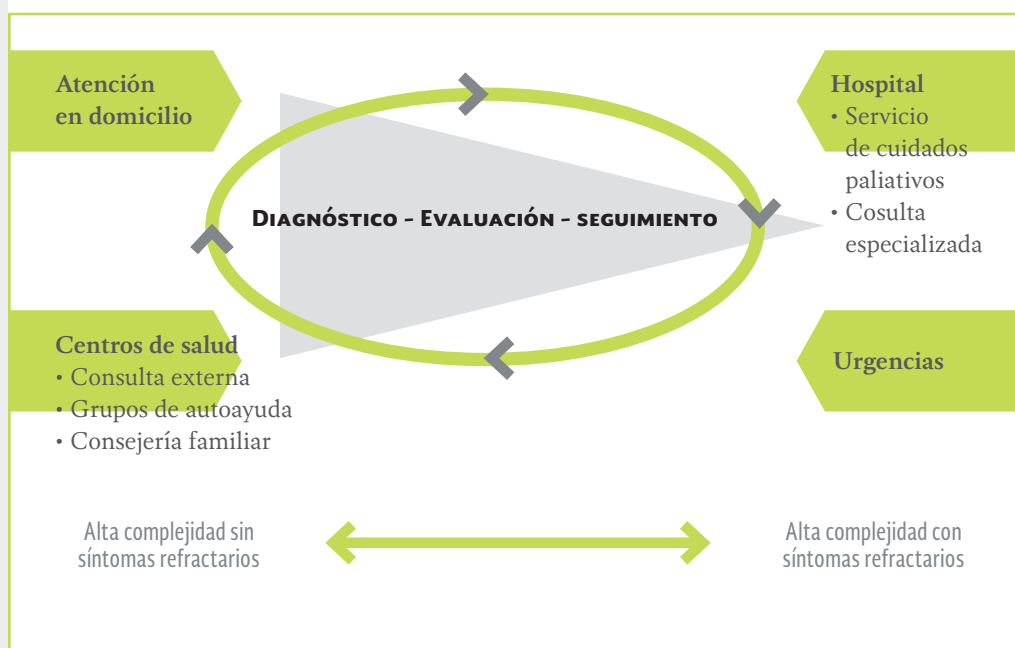 Atención
en domicilio
Hospital
• Servicio
de cuidados
paliativos
• Cosulta
especializada
Diagnóstico - Evaluación - seguimiento
Centros de salud
• Consulta externa
• Grupos de autoayuda
• Consejería familiar
Urgencias
Alta complejidad sin
síntomas refractarios
Alta complejidad con
síntomas refractarios